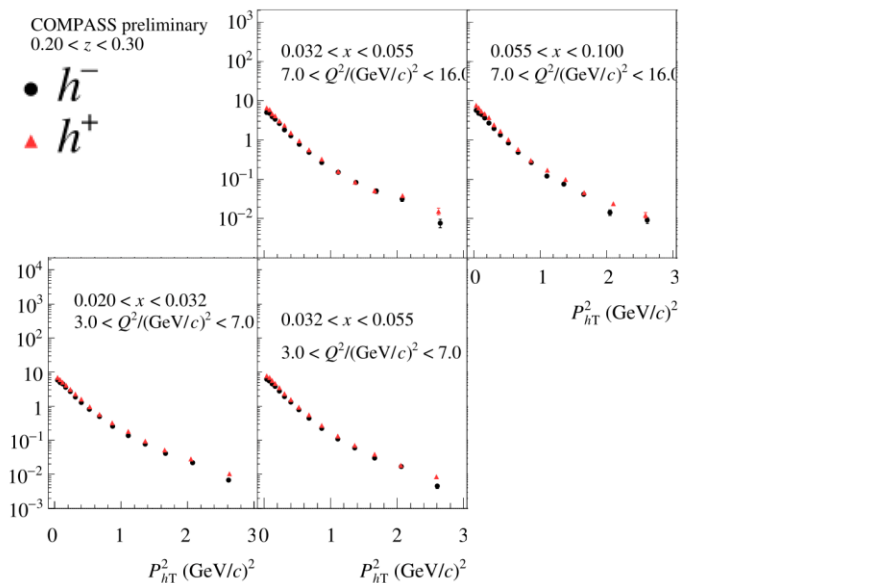 COMPASS preliminary
0.20 < z < 0.30
h⁻
h⁺
10³
10²
10
1
10⁻¹
10⁻²
0.032 < x < 0.055
7.0 < Q²/(GeV/c)² < 16.0
0.055 < x < 0.100
7.0 < Q²/(GeV/c)² < 16.0
0 1 2 3
P²hT (GeV/c)²
10⁴
10³
10²
10
1
10⁻¹
10⁻²
10⁻³
0.020 < x < 0.032
3.0 < Q²/(GeV/c)² < 7.0
0.032 < x < 0.055
3.0 < Q²/(GeV/c)² < 7.0
0 1 2 30 1 2 3
P²hT (GeV/c)² P²hT (GeV/c)²